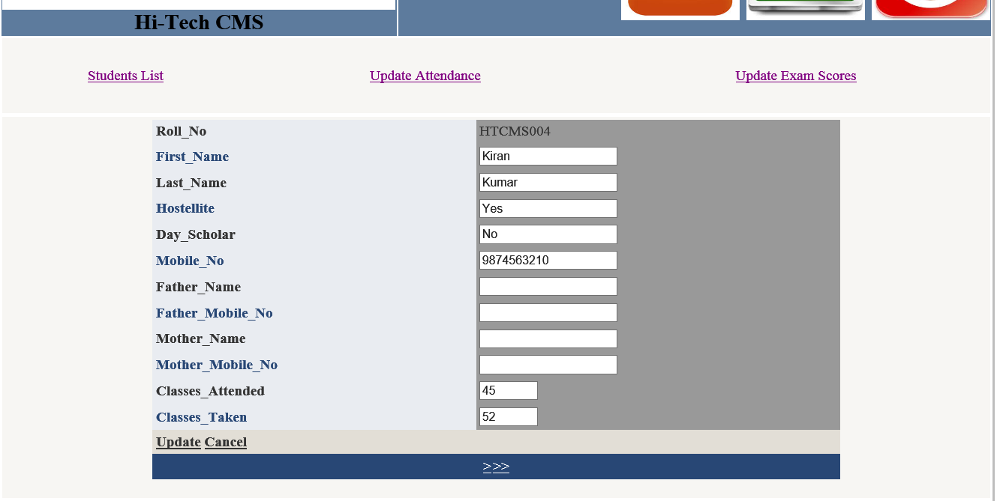 Hi-Tech CMS
Students List Update Attendance Update Exam Scores
Roll_No HTCMS004
First_Name Kiran
Last_Name Kumar
Hostellite Yes
Day_Scholar No
Mobile_No 9874563210
Father_Name
Father_Mobile_No
Mother_Name
Mother_Mobile_No
Classes_Attended 45
Classes_Taken 52
Update Cancel
> >>